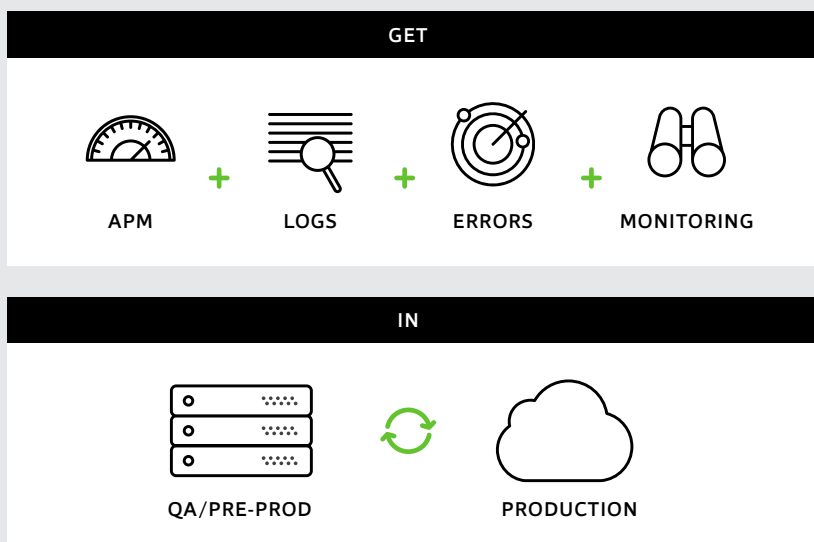 GET
APM
LOGS
ERRORS
MONITORING
IN
QA/PRE-PROD
PRODUCTION